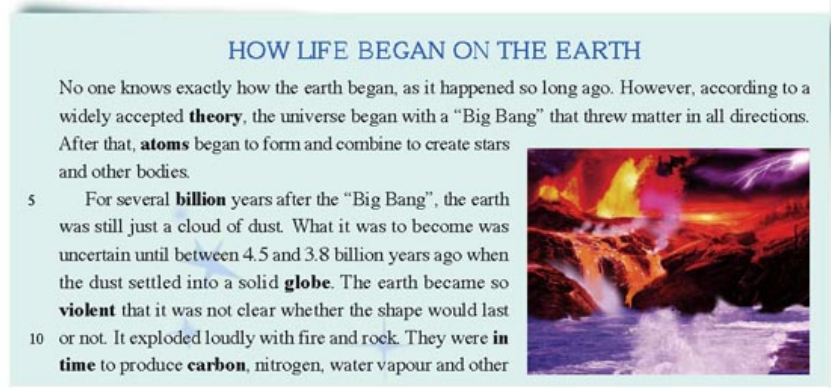 HOW LIFE BEGAN ON THE EARTH
No one knows exactly how the earth began, as it happened so long ago. However, according to a
widely accepted theory, the universe began with a “Big Bang” that threw matter in all directions.
After that, atoms began to form and combine to create stars
and other bodies.
5 For several billion years after the “Big Bang”, the earth
was still just a cloud of dust. What it was to become was
uncertain until between 4.5 and 3.8 billion years ago when
the dust settled into a solid globe. The earth became so
violent that it was not clear whether the shape would last
10 or not. It exploded loudly with fire and rock. They were in
time to produce carbon, nitrogen, water vapour and other